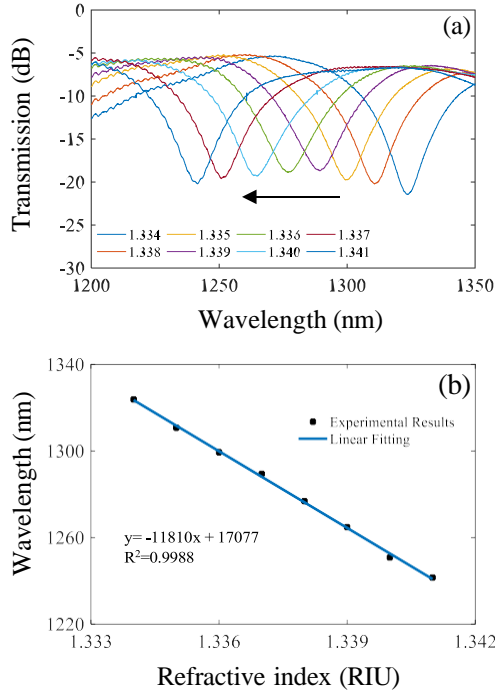 (a)
Transmission (dB)
0
-5
-10
-15
-20
-25
-30
1.334 1.335 1.336 1.337
1.338 1.339 1.340 1.341
1200 1250 1300 1350
Wavelength (nm)
(b)
Wavelength (nm)
1340
1300
1260
1220
Experimental Results
Linear Fitting
y= -11810x + 17077
R²=0.9988
1.333 1.336 1.339 1.342
Refractive index (RIU)